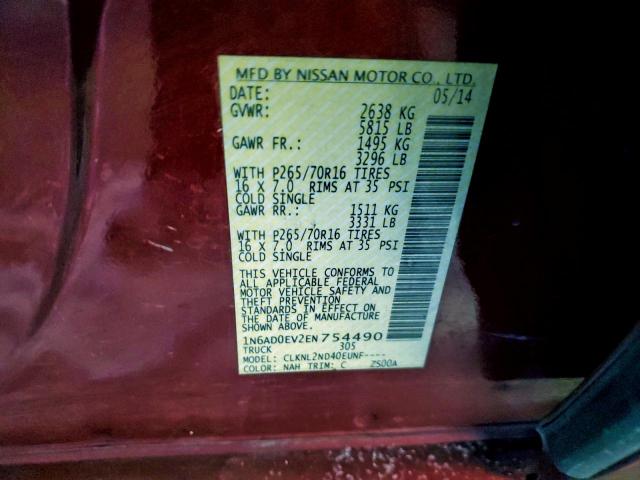 MFD BY NISSAN MOTOR CO., LTD.
DATE: 05/14
GVWR: 2638 KG
5815 LB
GAWR FR.: 1495 KG
3296 LB
WITH P265/70R16 TIRES
16 X 7.0 RIMS AT 35 PSI
COLD SINGLE
GAWR RR.: 1511 KG
3331 LB
WITH P265/70R16 TIRES
16 X 7.0 RIMS AT 35 PSI
COLD SINGLE
THIS VEHICLE CONFORMS TO
ALL APPLICABLE FEDERAL
MOTOR VEHICLE SAFETY AND
THEFT PREVENTION
STANDARDS IN EFFECT ON
THE DATE OF MANUFACTURE
SHOWN ABOVE.
1N6AD0EV2EN754490
TRUCK 305
MODEL: CLKNL2ND40EUNF----
COLOR: NAH TRIM: C ZS00A